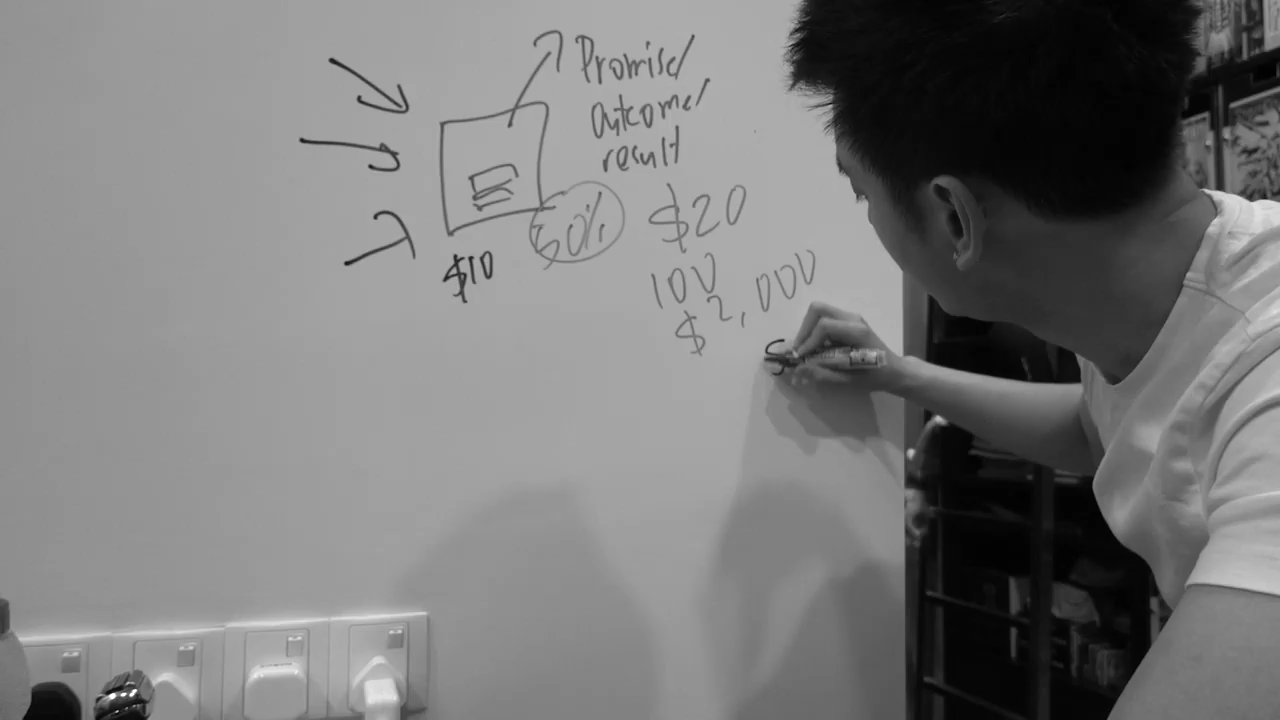 Promise/
Outcome/
result
50%
$20
$10
100
$2,000